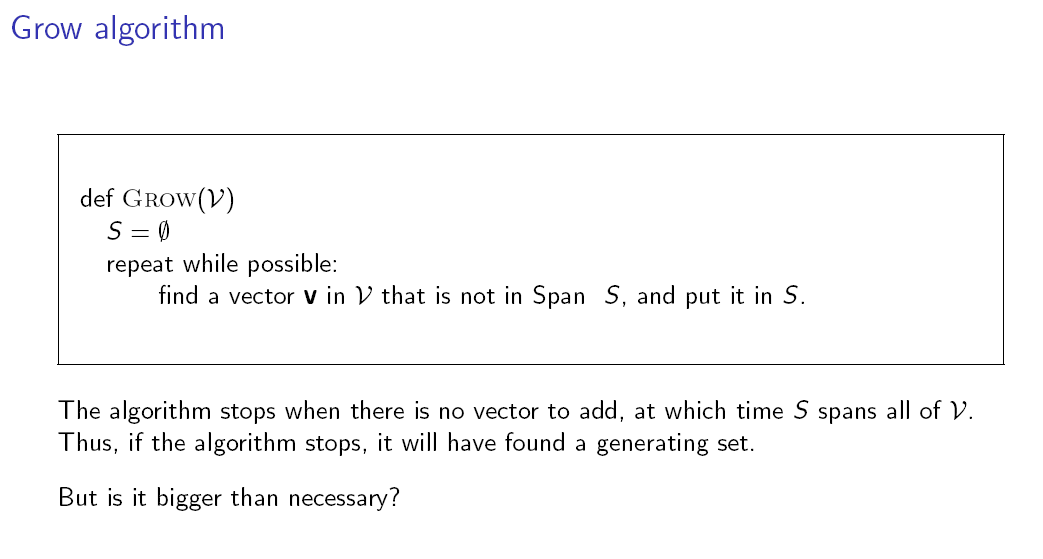 Grow algorithm
def GROW(𝒱)
S = ∅
repeat while possible:
find a vector v in 𝒱 that is not in Span S, and put it in S.
The algorithm stops when there is no vector to add, at which time S spans all of 𝒱.
Thus, if the algorithm stops, it will have found a generating set.
But is it bigger than necessary?